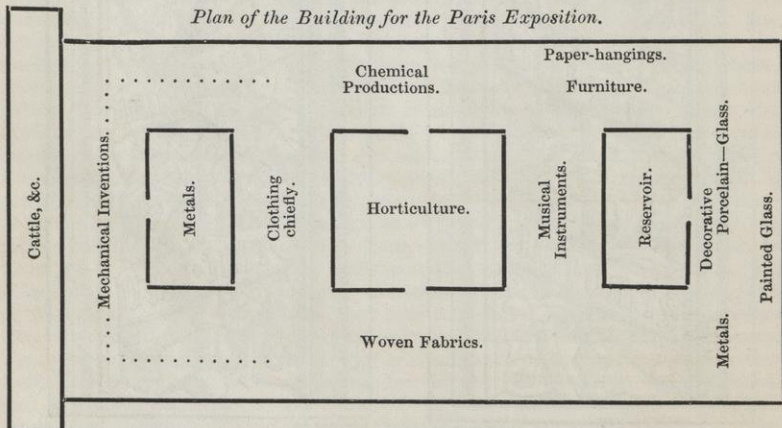 Plan of the Building for the Paris Exposition.
Paper-hangings.
Chemical
Productions.
Furniture.
Cattle, &c.
Mechanical Inventions.
Metals.
Clothing
chiefly.
Horticulture.
Musical
Instruments.
Reservoir.
Decorative
Porcelain—Glass.
Painted Glass.
Woven Fabrics.
Metals.